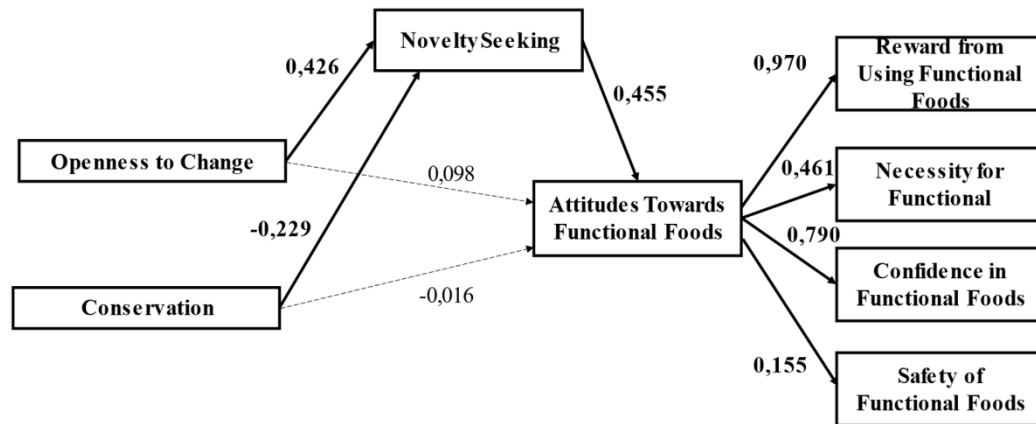 Novelty Seeking
0,426
0,455
Openness to Change
0,098
-0,229
Attitudes Towards
Functional Foods
-0,016
Conservation
0,970
Reward from
Using Functional
Foods
0,461
Necessity for
Functional
0,790
Confidence in
Functional Foods
0,155
Safety of
Functional Foods